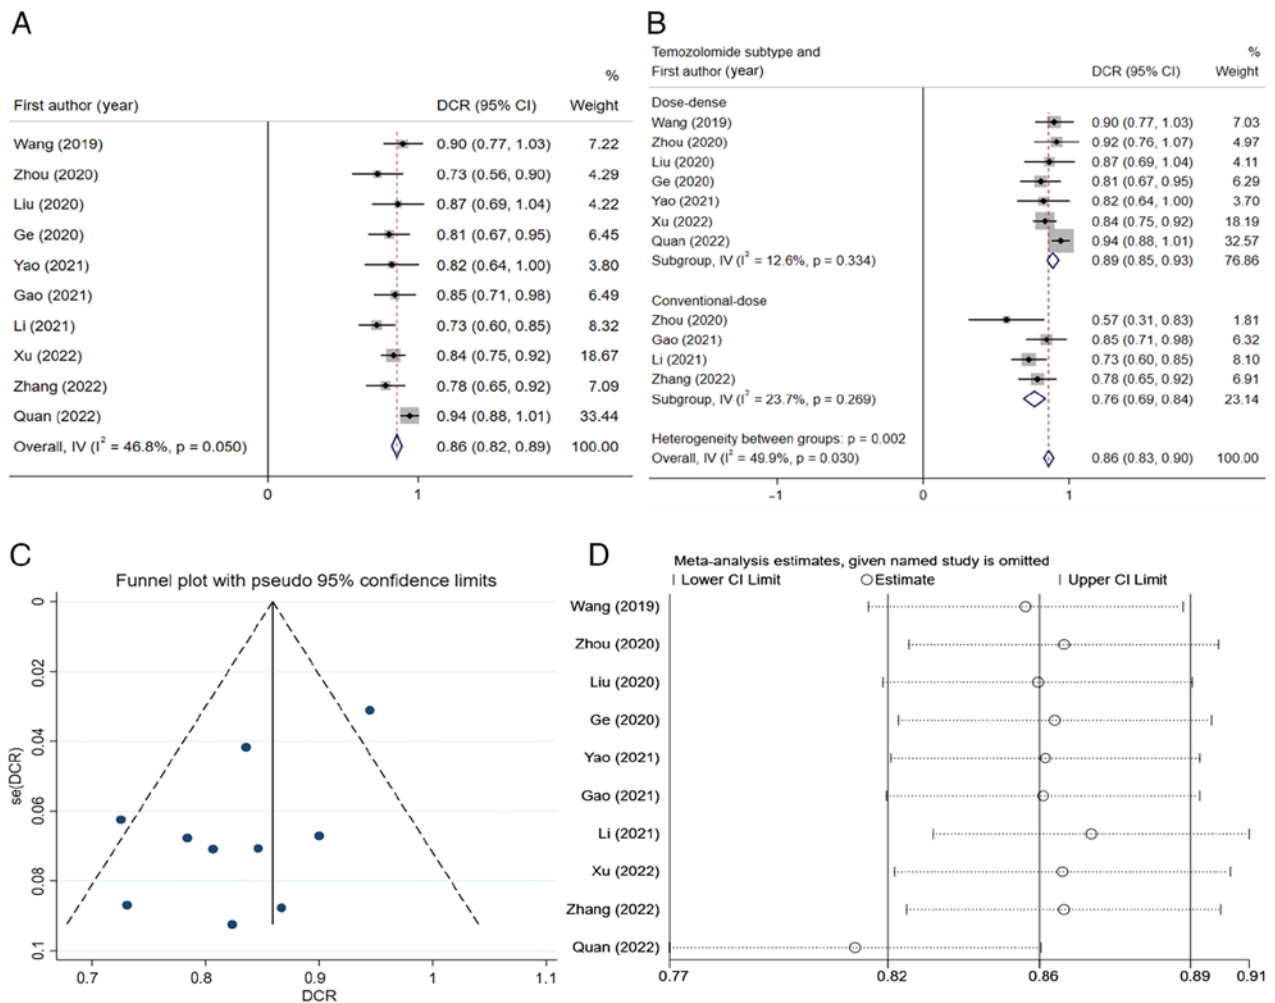 A
%
First author (year) DCR (95% CI) Weight
Wang (2019) 0.90 (0.77, 1.03) 7.22
Zhou (2020) 0.73 (0.56, 0.90) 4.29
Liu (2020) 0.87 (0.69, 1.04) 4.22
Ge (2020) 0.81 (0.67, 0.95) 6.45
Yao (2021) 0.82 (0.64, 1.00) 3.80
Gao (2021) 0.85 (0.71, 0.98) 6.49
Li (2021) 0.73 (0.60, 0.85) 8.32
Xu (2022) 0.84 (0.75, 0.92) 18.67
Zhang (2022) 0.78 (0.65, 0.92) 7.09
Quan (2022) 0.94 (0.88, 1.01) 33.44
Overall, IV (I² = 46.8%, p = 0.050) 0.86 (0.82, 0.89) 100.00
0 1
B
Temozolomide subtype and %
First author (year) DCR (95% CI) Weight
Dose-dense
Wang (2019) 0.90 (0.77, 1.03) 7.03
Zhou (2020) 0.92 (0.76, 1.07) 4.97
Liu (2020) 0.87 (0.69, 1.04) 4.11
Ge (2020) 0.81 (0.67, 0.95) 6.29
Yao (2021) 0.82 (0.64, 1.00) 3.70
Xu (2022) 0.84 (0.75, 0.92) 18.19
Quan (2022) 0.94 (0.88, 1.01) 32.57
Subgroup, IV (I² = 12.6%, p = 0.334) 0.89 (0.85, 0.93) 76.86
Conventional-dose
Zhou (2020) 0.57 (0.31, 0.83) 1.81
Gao (2021) 0.85 (0.71, 0.98) 6.32
Li (2021) 0.73 (0.60, 0.85) 8.10
Zhang (2022) 0.78 (0.65, 0.92) 6.91
Subgroup, IV (I² = 23.7%, p = 0.269) 0.76 (0.69, 0.84) 23.14
Heterogeneity between groups: p = 0.002
Overall, IV (I² = 49.9%, p = 0.030) 0.86 (0.83, 0.90) 100.00
-1 0 1
C
Funnel plot with pseudo 95% confidence limits
se(DCR)
0
0.02
0.04
0.06
0.08
0.1
0.7 0.8 0.9 1 1.1
DCR
D
Meta-analysis estimates, given named study is omitted
Lower CI Limit Estimate Upper CI Limit
Wang (2019)
Zhou (2020)
Liu (2020)
Ge (2020)
Yao (2021)
Gao (2021)
Li (2021)
Xu (2022)
Zhang (2022)
Quan (2022)
0.77 0.82 0.86 0.89 0.91